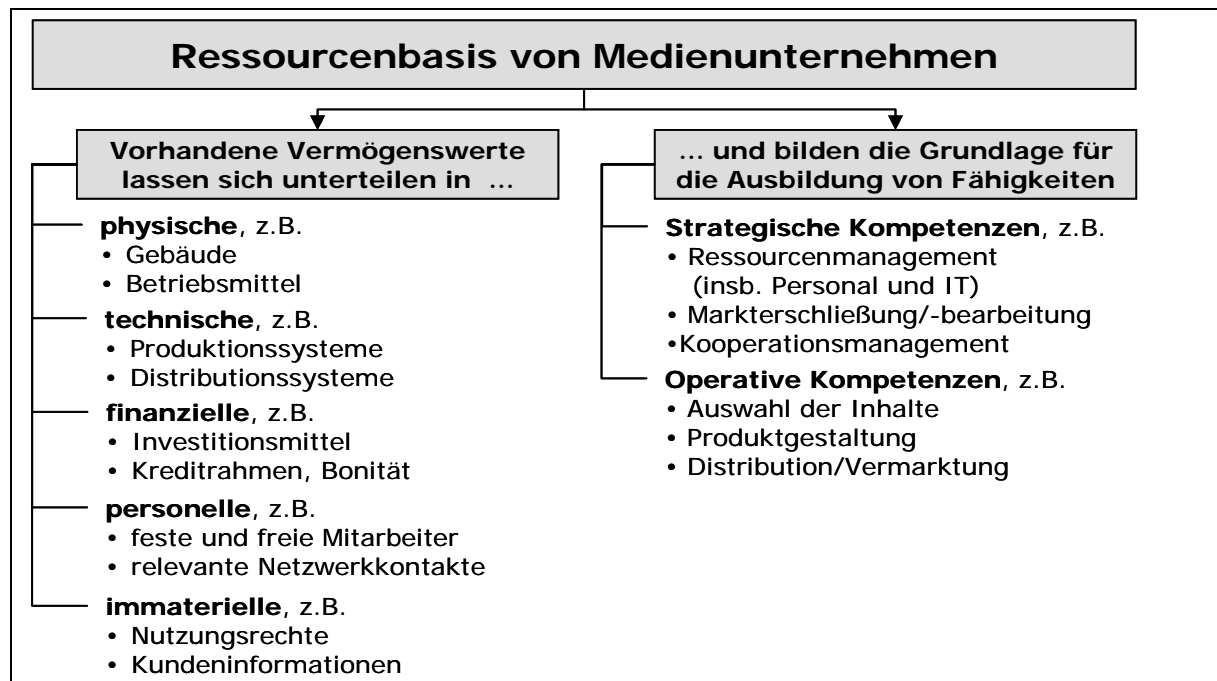 Ressourcenbasis von Medienunternehmen
Vorhandene Vermögenswerte
lassen sich unterteilen in ...
physische, z.B.
• Gebäude
• Betriebsmittel
technische, z.B.
• Produktionssysteme
• Distributionssysteme
finanzielle, z.B.
• Investitionsmittel
• Kreditrahmen, Bonität
personelle, z.B.
• feste und freie Mitarbeiter
• relevante Netzwerkkontakte
immaterielle, z.B.
• Nutzungsrechte
• Kundeninformationen
... und bilden die Grundlage für
die Ausbildung von Fähigkeiten
Strategische Kompetenzen, z.B.
• Ressourcenmanagement
(insb. Personal und IT)
• Markterschließung/-bearbeitung
•Kooperationsmanagement
Operative Kompetenzen, z.B.
• Auswahl der Inhalte
• Produktgestaltung
• Distribution/Vermarktung